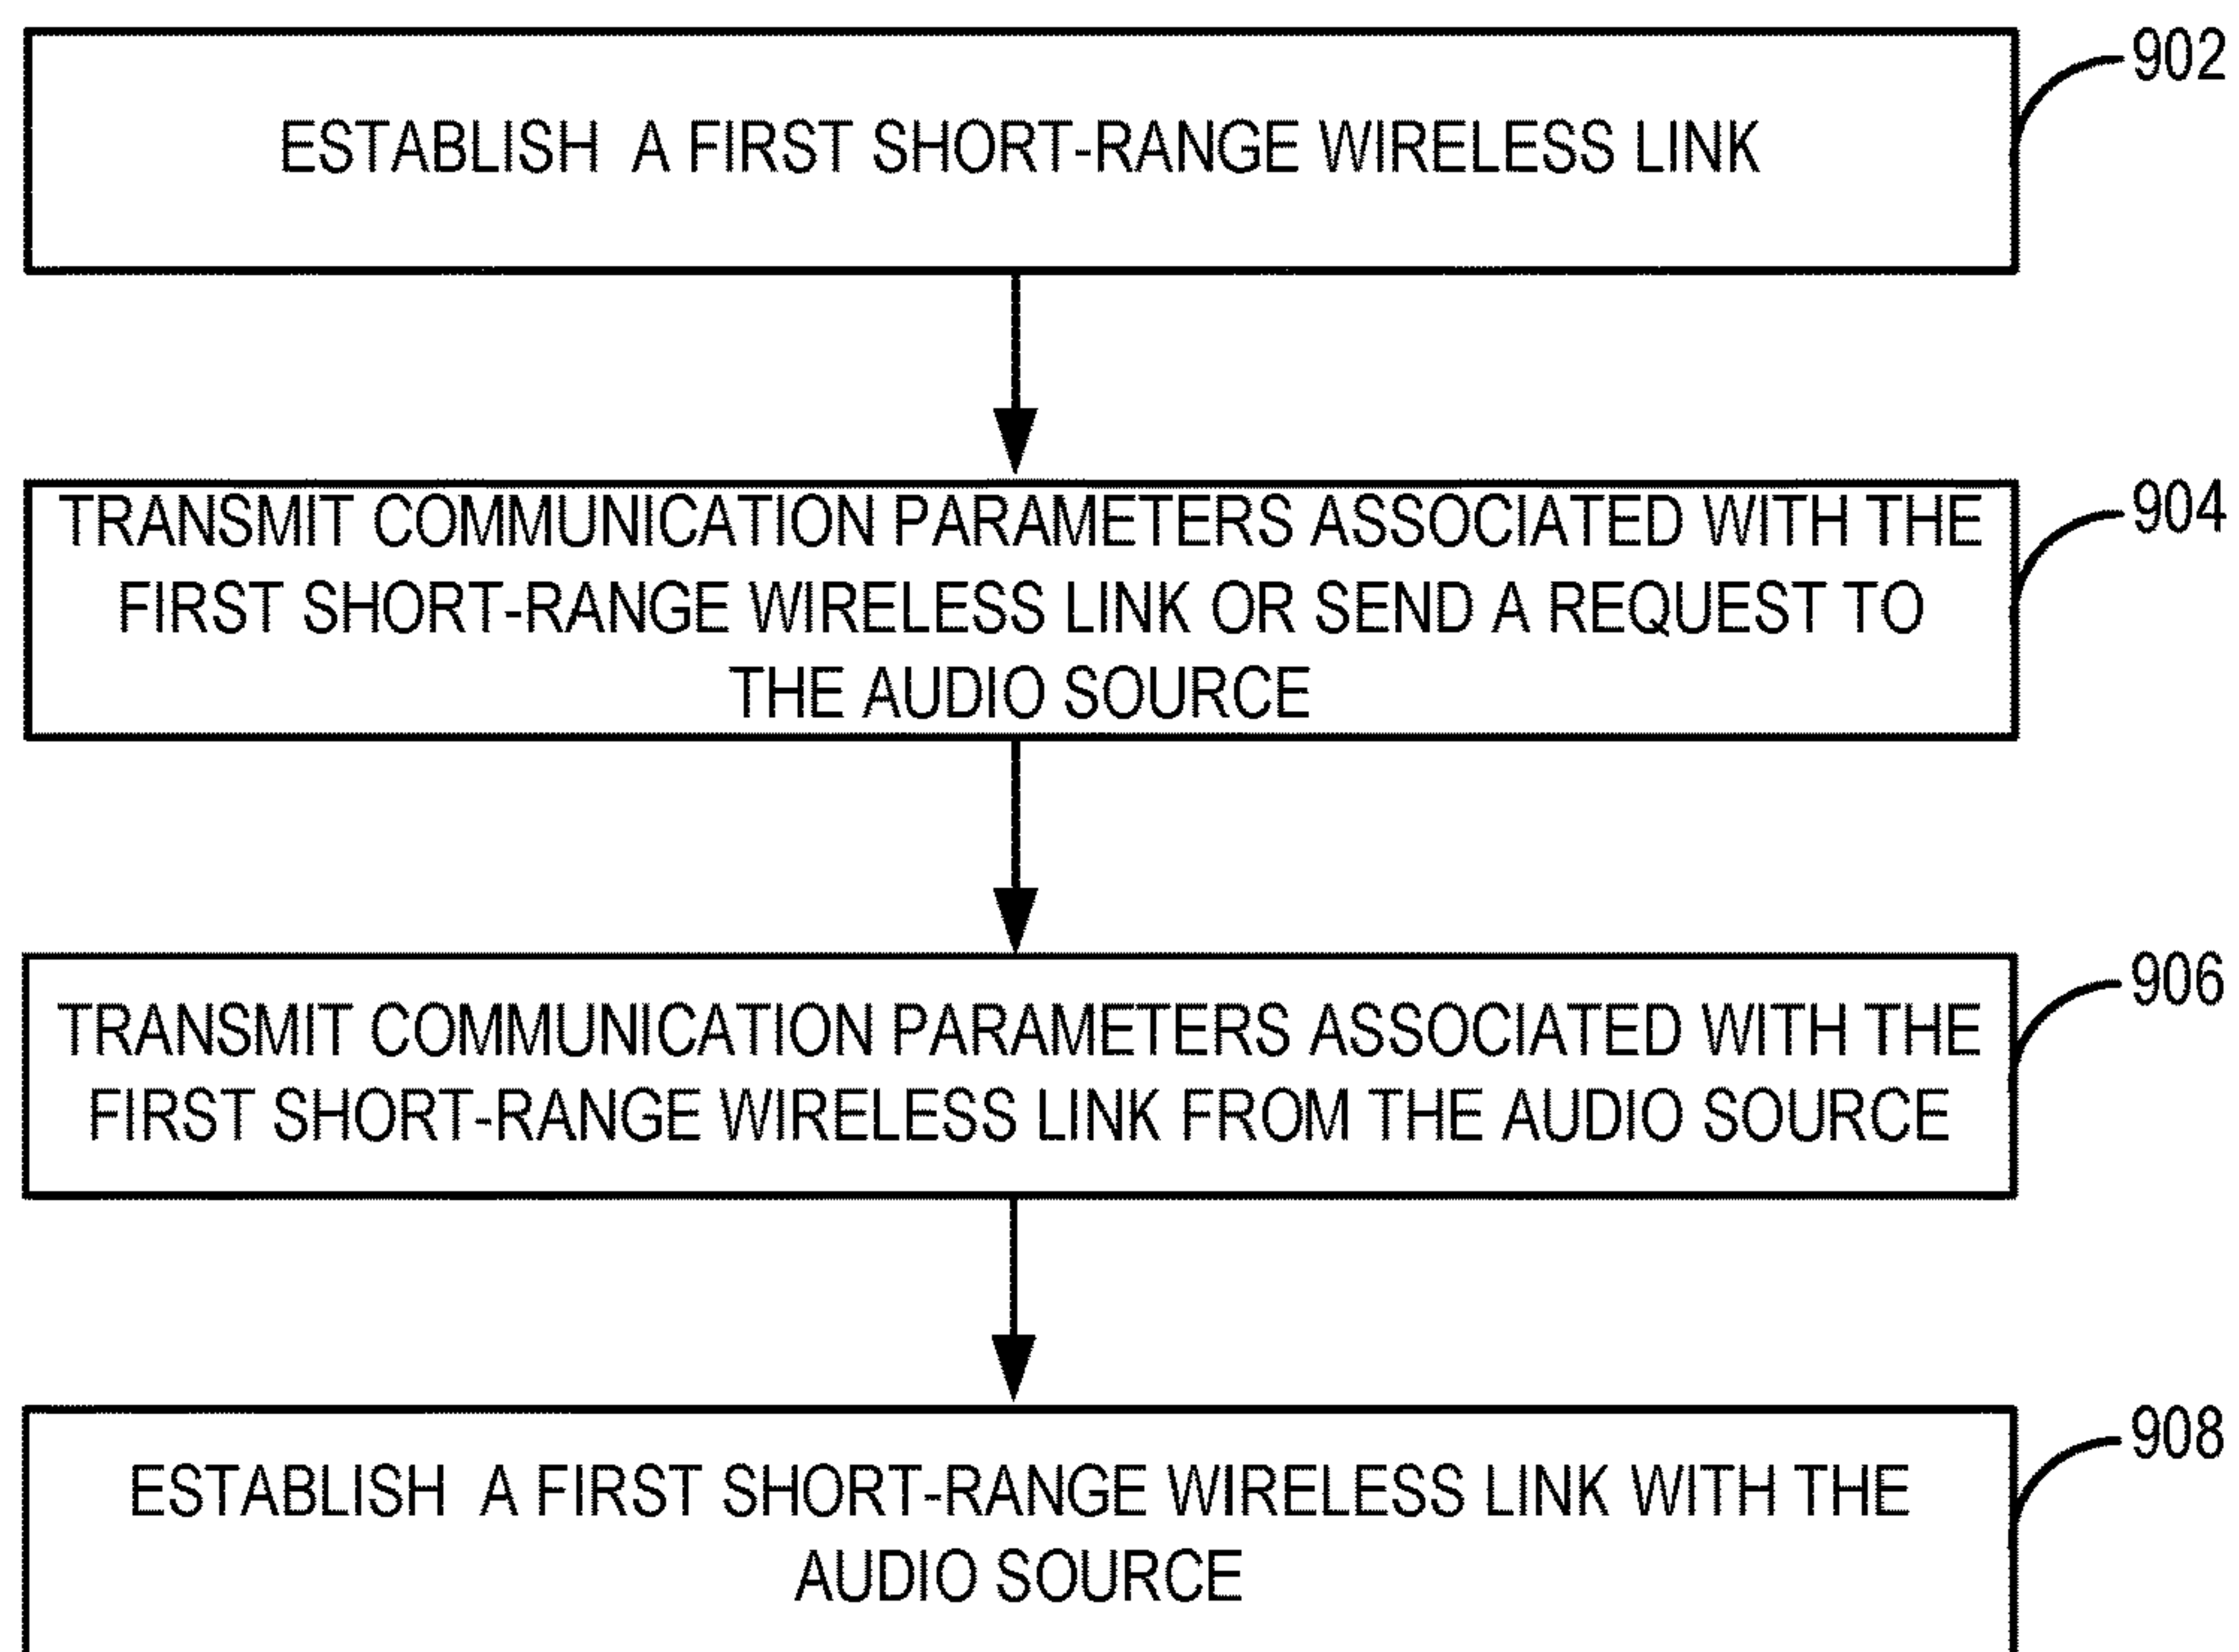 902
ESTABLISH A FIRST SHORT-RANGE WIRELESS LINK
904
TRANSMIT COMMUNICATION PARAMETERS ASSOCIATED WITH THE
FIRST SHORT-RANGE WIRELESS LINK OR SEND A REQUEST TO
THE AUDIO SOURCE
906
TRANSMIT COMMUNICATION PARAMETERS ASSOCIATED WITH THE
FIRST SHORT-RANGE WIRELESS LINK FROM THE AUDIO SOURCE
908
ESTABLISH A FIRST SHORT-RANGE WIRELESS LINK WITH THE
AUDIO SOURCE